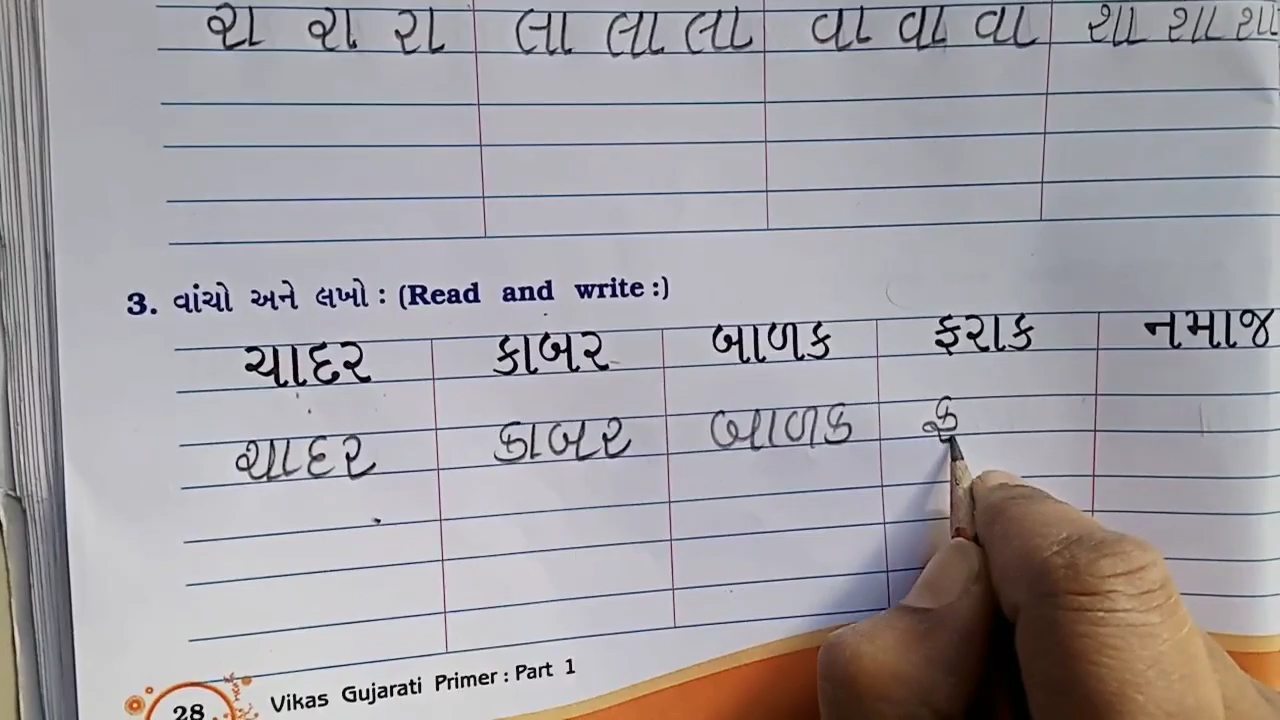 રા રા રા લા લા લા વા વા વા શા શા શા
3. વાંચો અને લખો : (Read and write :)
ચાદર કાબર બાળક ફરાક નમાજ
ચાદર કાબર બાળક ફ
28 Vikas Gujarati Primer : Part 1